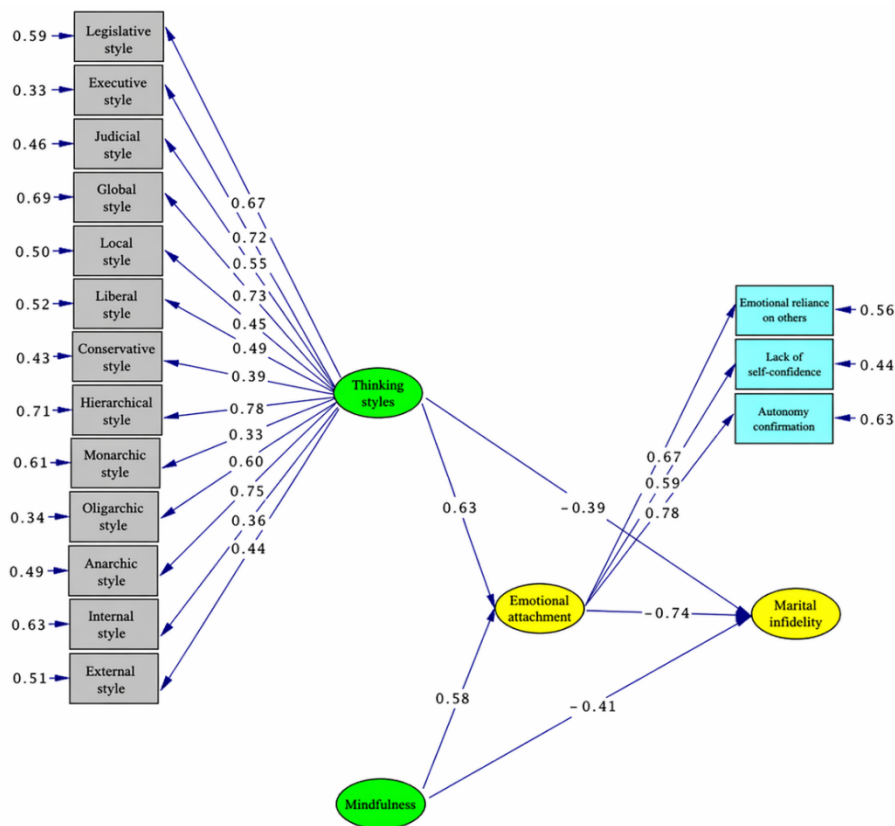 Legislative
style
0.59
Executive
style
0.33
Judicial
style
0.46
Global
style
0.69
Local
style
0.50
Liberal
style
0.52
Conservative
style
0.43
Hierarchical
style
0.71
Monarchic
style
0.61
Oligarchic
style
0.34
Anarchic
style
0.49
Internal
style
0.63
External
style
0.51
0.67
0.72
0.55
0.73
0.45
0.49
0.39
0.78
0.33
0.60
0.75
0.36
0.44
Thinking
styles
Emotional reliance
on others
0.56
Lack of
self-confidence
0.44
Autonomy
confirmation
0.63
0.67
0.59
0.78
0.63
-0.39
Emotional
attachment
-0.74
Marital
infidelity
0.58
-0.41
Mindfulness